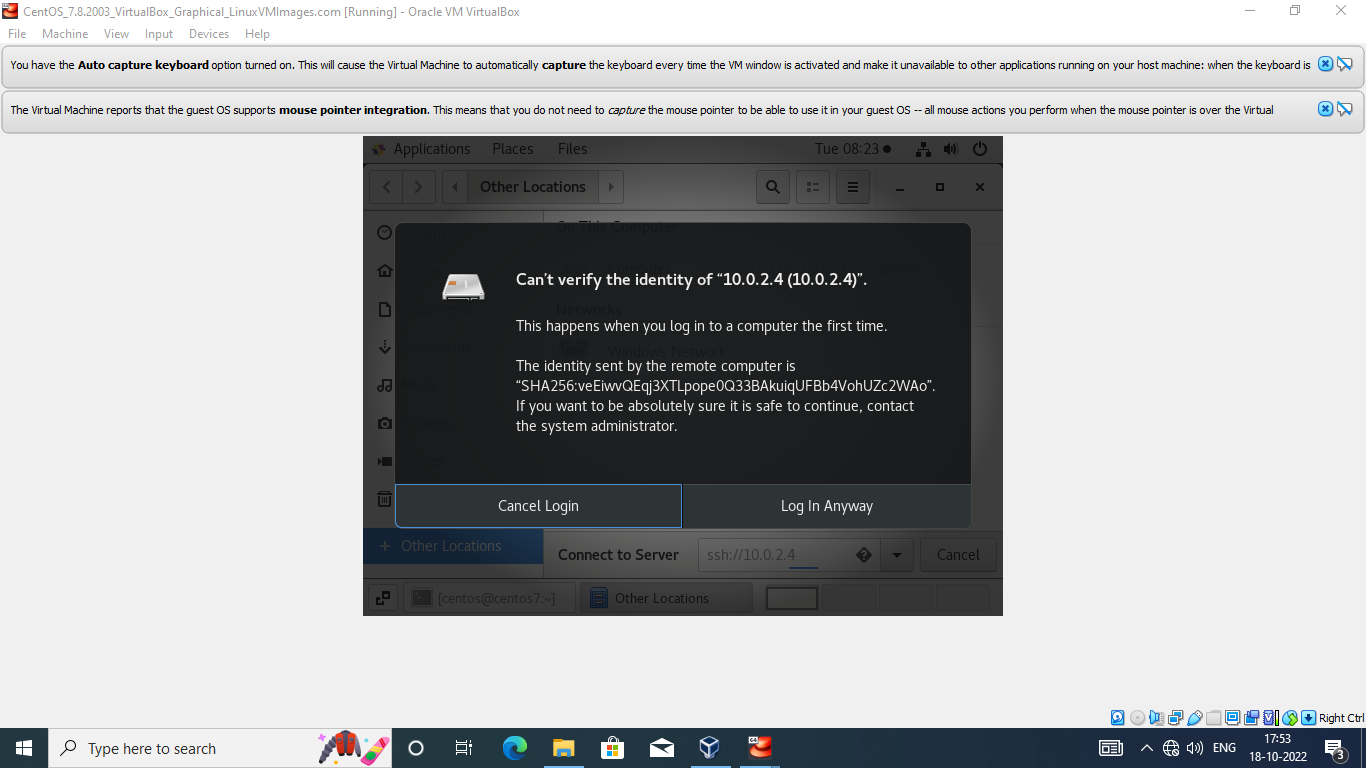 CentOS_7.8.2003_VirtualBox_Graphical_LinuxVMImages.com [Running] - Oracle VM VirtualBox
File Machine View Input Devices Help
You have the Auto capture keyboard option turned on. This will cause the Virtual Machine to automatically capture the keyboard every time the VM window is activated and make it unavailable to other applications running on your host machine: when the keyboard is
The Virtual Machine reports that the guest OS supports mouse pointer integration. This means that you do not need to capture the mouse pointer to be able to use it in your guest OS -- all mouse actions you perform when the mouse pointer is over the Virtual
Applications Places Files Tue 08:23
Other Locations
On This Computer
Can't verify the identity of “10.0.2.4 (10.0.2.4)”.
Networks
This happens when you log in to a computer the first time.
Windows Network
Downloads
The identity sent by the remote computer is
“SHA256:veEiwvQEqj3XTLpope0Q33BAkuiqUFBb4VohUZc2WAo”.
If you want to be absolutely sure it is safe to continue, contact
the system administrator.
Cancel Login Log In Anyway
+ Other Locations Connect to Server ssh://10.0.2.4 Cancel
[centos@centos7:~] Other Locations
Right Ctrl
Type here to search
ENG 17:53
18-10-2022
3